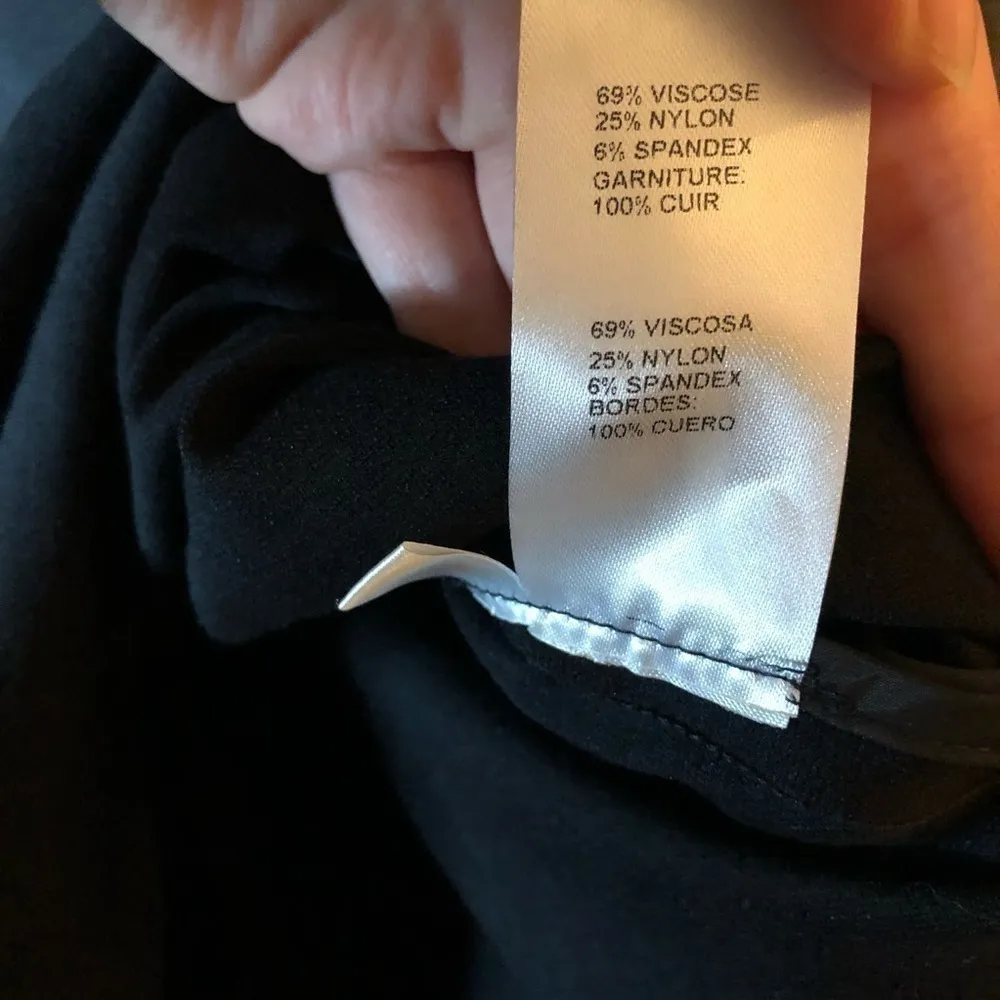 69% VISCOSE
25% NYLON
6% SPANDEX
GARNITURE:
100% CUIR
69% VISCOSA
25% NYLON
6% SPANDEX
BORDES:
100% CUERO